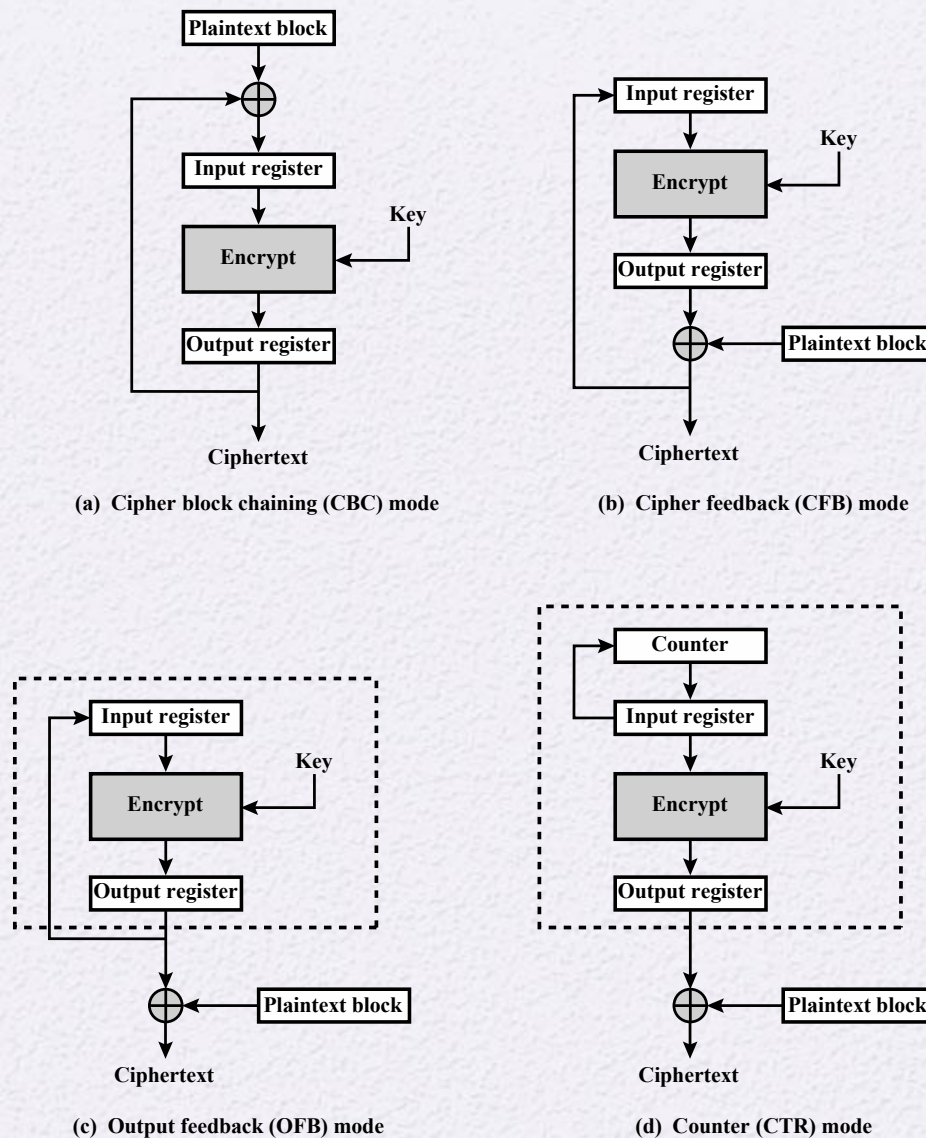 Plaintext block
Input register
Key
Encrypt
Output register
Ciphertext
(a) Cipher block chaining (CBC) mode
Input register
Key
Encrypt
Output register
Plaintext block
Ciphertext
(b) Cipher feedback (CFB) mode
Input register
Key
Encrypt
Output register
Plaintext block
Ciphertext
(c) Output feedback (OFB) mode
Counter
Input register
Key
Encrypt
Output register
Plaintext block
Ciphertext
(d) Counter (CTR) mode